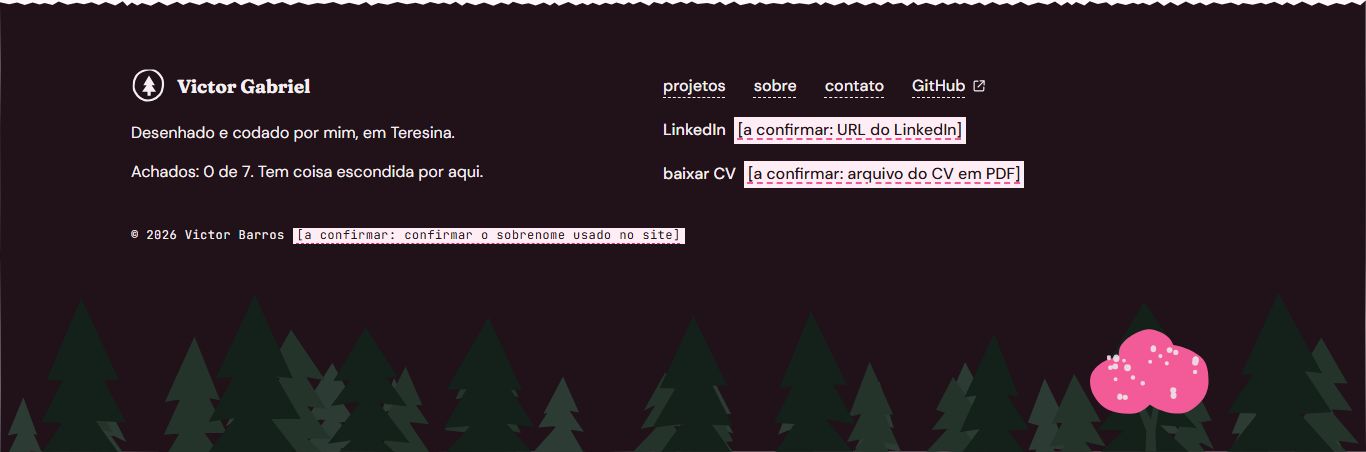 Victor Gabriel
Desenhado e codado por mim, em Teresina.
Achados: 0 de 7. Tem coisa escondida por aqui.
projetos sobre contato GitHub
LinkedIn [a confirmar: URL do LinkedIn]
baixar CV [a confirmar: arquivo do CV em PDF]
© 2026 Victor Barros [a confirmar: confirmar o sobrenome usado no site]